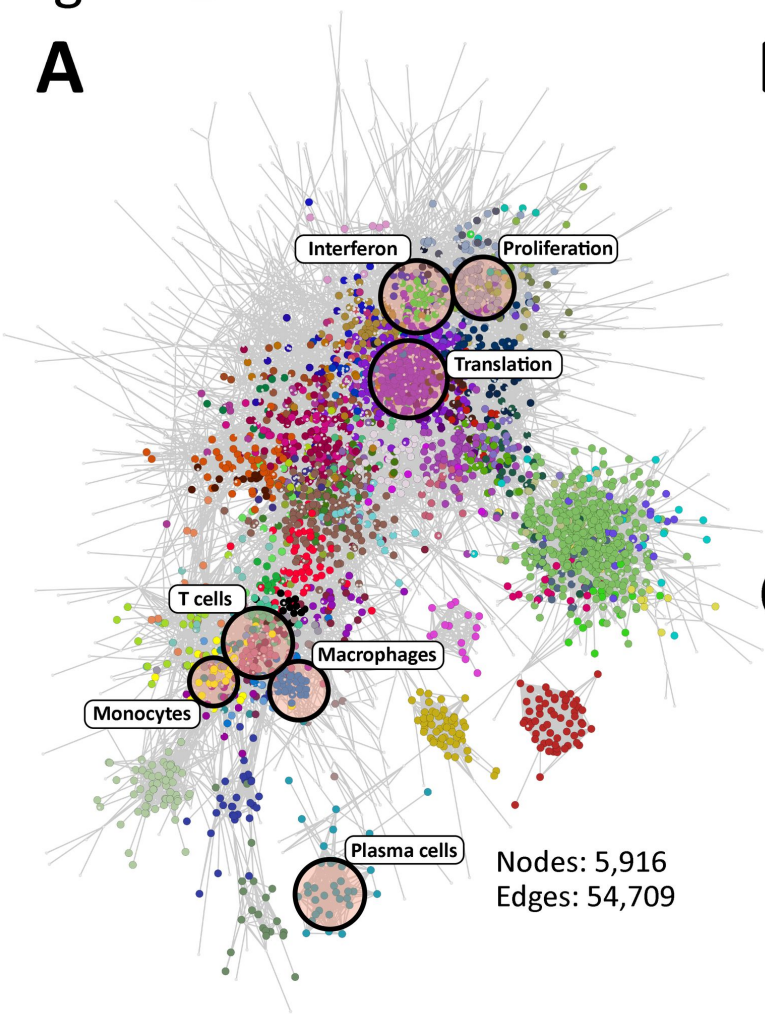 A
Interferon
Proliferation
Translation
T cells
Macrophages
Monocytes
Plasma cells
Nodes: 5,916
Edges: 54,709